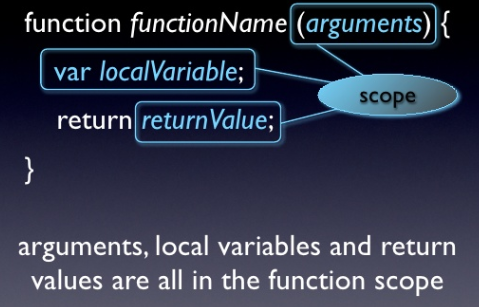 function functionName (arguments) {
var localVariable;
scope
return returnValue;
}
arguments, local variables and return
values are all in the function scope